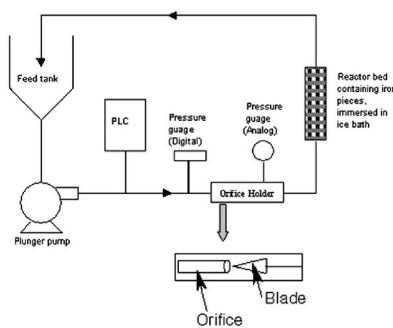 Feed tank
PLC
Pressure
guage
(Digital)
Pressure
guage
(Analog)
Reactor bed
containing iron
pieces,
immersed in
ice bath
Orifice Holder
Plunger pump
Blade
Orifice